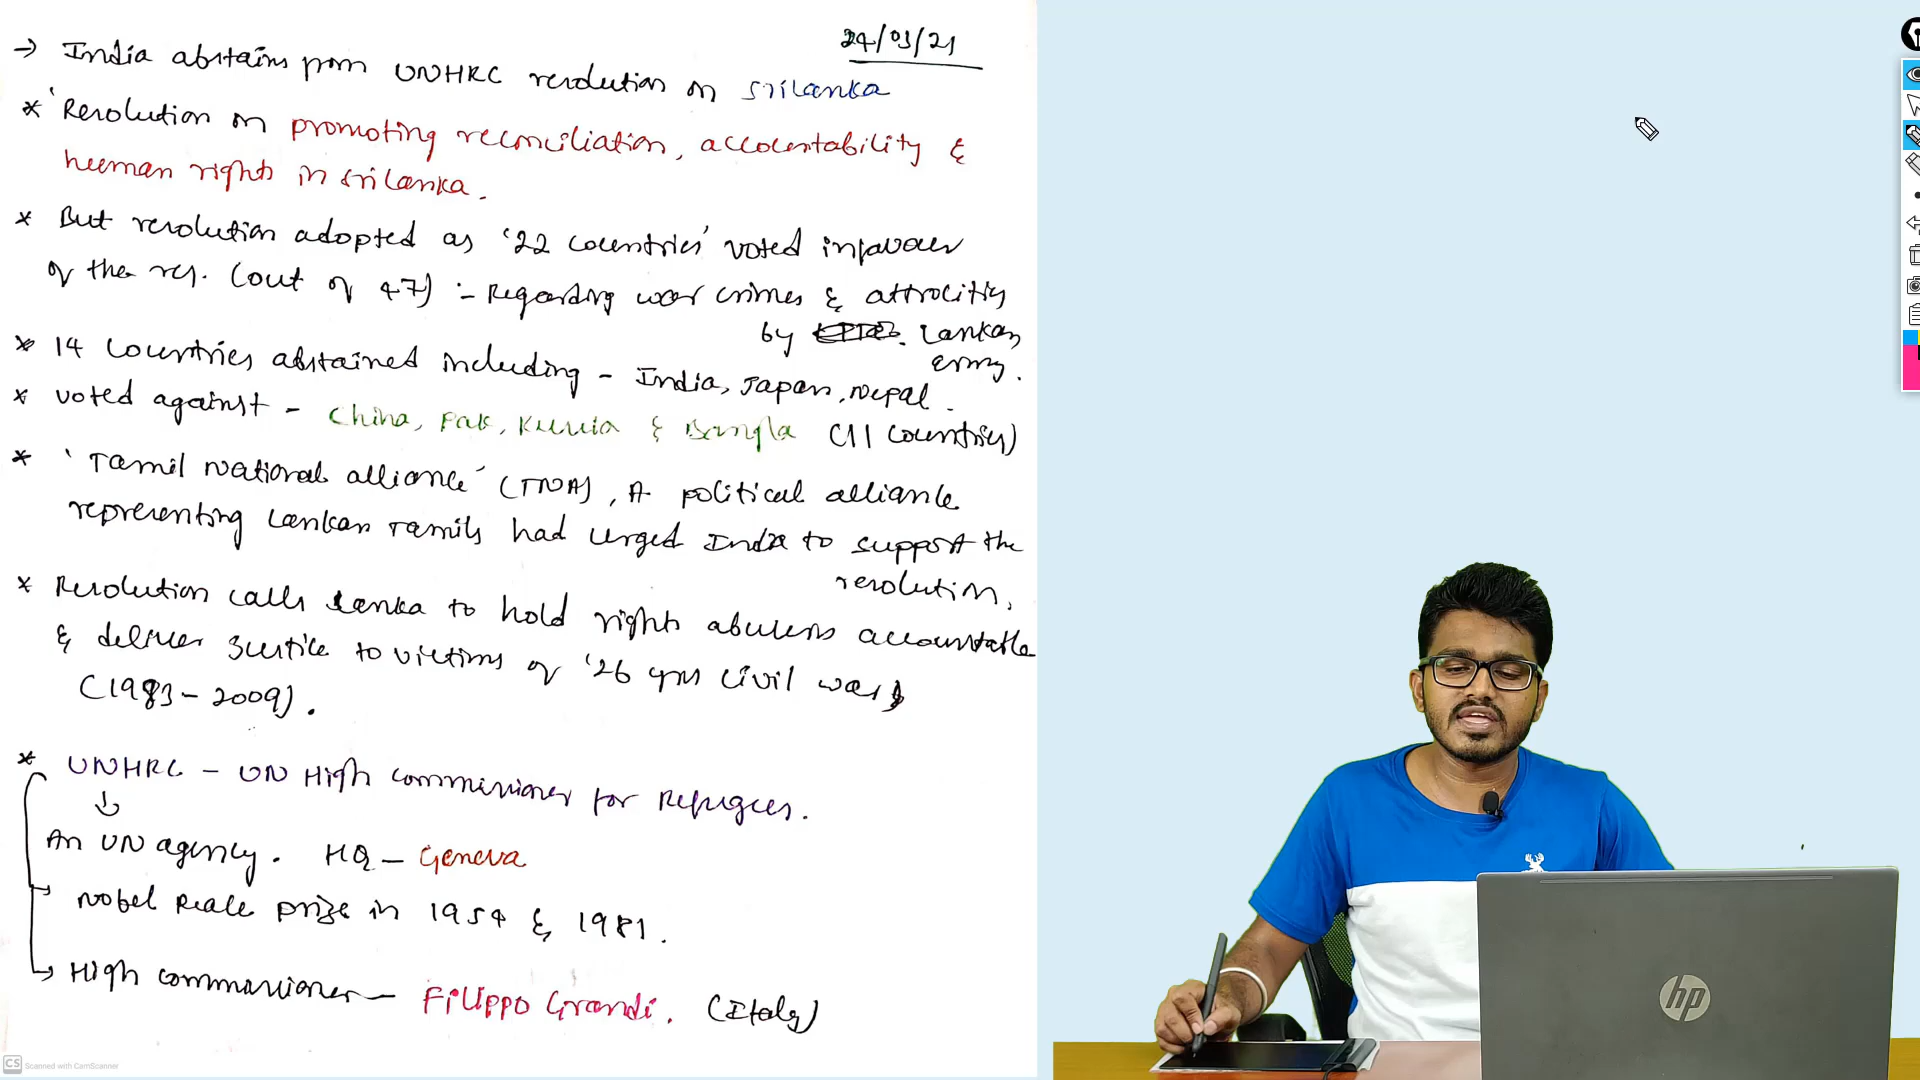 24/03/21
→ India abstains from UNHRC resolution on Srilanka
* 'Resolution on promoting reconciliation, accountability &
human rights in Srilanka.
* But resolution adopted as '22 countries' voted infavour
of the res. (out of 47) :- Regarding war crimes & attrocities
by Lankan
army.
* 14 countries abstained including - India, Japan, Nepal.
* voted against - China, Pak, Russia & Bangla (11 countries)
* 'Tamil National alliance' (TNA), A political alliance
representing Lankan Tamils had urged India to support the
resolution.
* Resolution calls Lanka to hold rights abusers accountable
& deliver Justice to victims of '26 yrs civil war'
(1983-2009).
* UNHRC - UN High commissioner for Refugees.
An UN agency. HQ - Geneva
Nobel Peace prize in 1954 & 1981.
High commissioner - Filippo Grandi. (Italy)
CS Scanned with CamScanner
hp